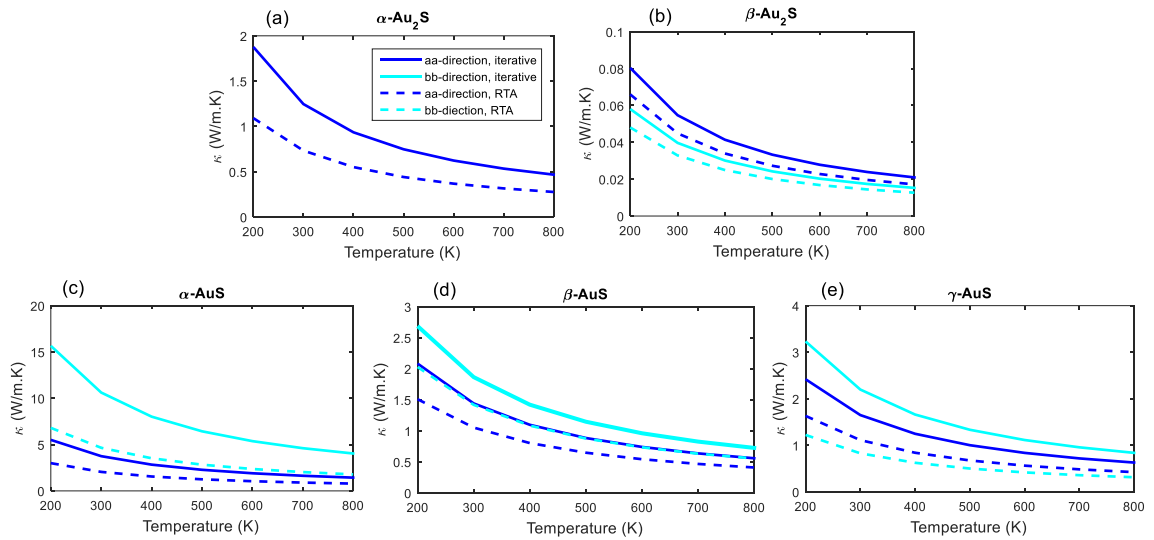 (a)
α-Au2S
2
1.5
1
0.5
0
κ (W/m.K)
200 300 400 500 600 700 800
Temperature (K)
aa-direction, iterative
bb-direction, iterative
aa-direction, RTA
bb-diection, RTA
(b)
β-Au2S
0.1
0.08
0.06
0.04
0.02
0
κ (W/m.K)
200 300 400 500 600 700 800
Temperature (K)
(c)
α-AuS
20
15
10
5
0
κ (W/m.K)
200 300 400 500 600 700 800
Temperature (K)
(d)
β-AuS
3
2.5
2
1.5
1
0.5
0
κ (W/m.K)
200 300 400 500 600 700 800
Temperature (K)
(e)
γ-AuS
4
3
2
1
0
κ (W/m.K)
200 300 400 500 600 700 800
Temperature (K)